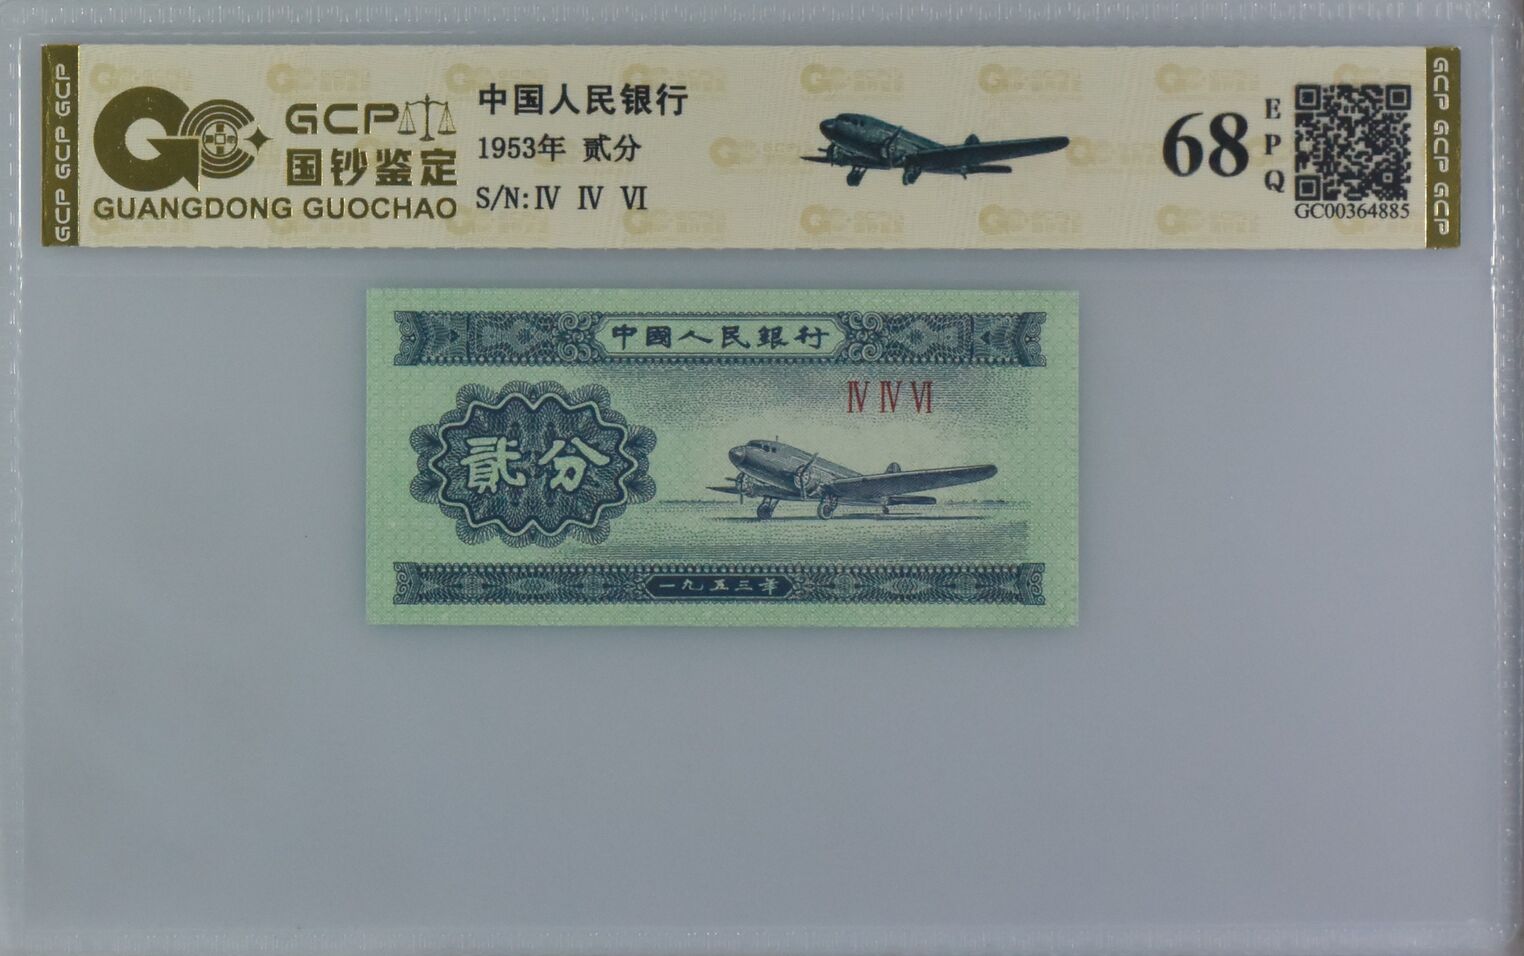 GCP
国钞鉴定
GUANGDONG GUOCHAO
中国人民银行
1953年 贰分
S/N:Ⅳ Ⅳ Ⅵ
68
EPQ
GC00364885
GCP GCP GCP
GCP GCP GCP
中國人民銀行
Ⅳ Ⅳ Ⅵ
貳分
一九五三年